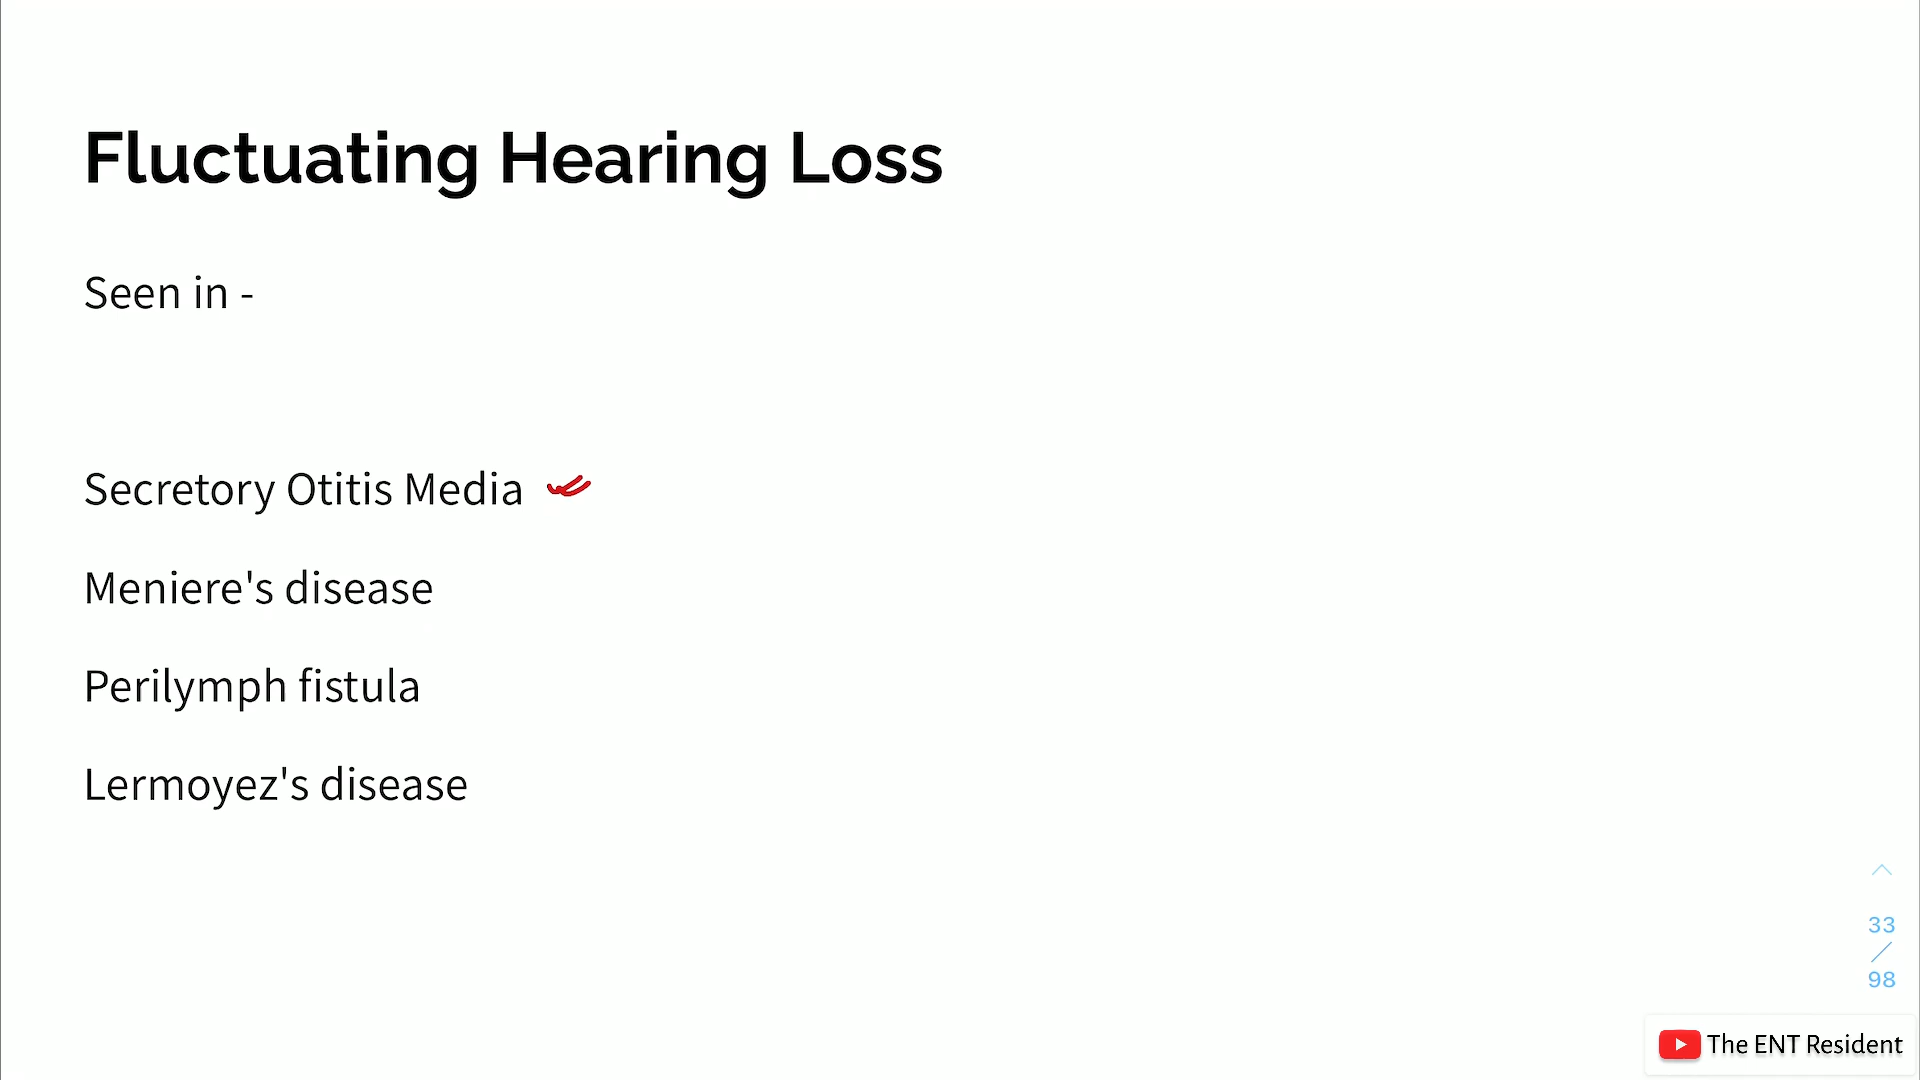 Fluctuating Hearing Loss
Seen in -
Secretory Otitis Media
Meniere's disease
Perilymph fistula
Lermoyez's disease
33
/
98
The ENT Resident